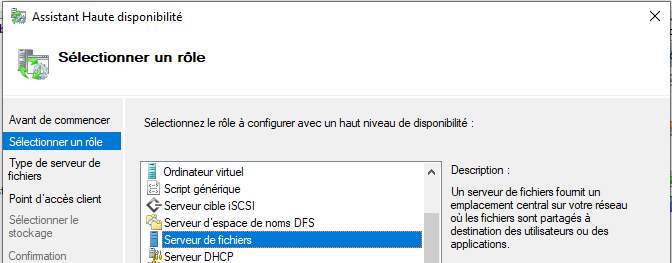 Assistant Haute disponibilité
Sélectionner un rôle
Avant de commencer
Sélectionner un rôle
Type de serveur de
fichiers
Point d'accès client
Sélectionner le
stockage
Confirmation
Sélectionnez le rôle à configurer avec un haut niveau de disponibilité :
Ordinateur virtuel
Script générique
Serveur cible iSCSI
Serveur d'espace de noms DFS
Serveur de fichiers
Serveur DHCP
Description :
Un serveur de fichiers fournit un
emplacement central sur votre réseau
où les fichiers sont partagés à
destination des utilisateurs ou des
applications.